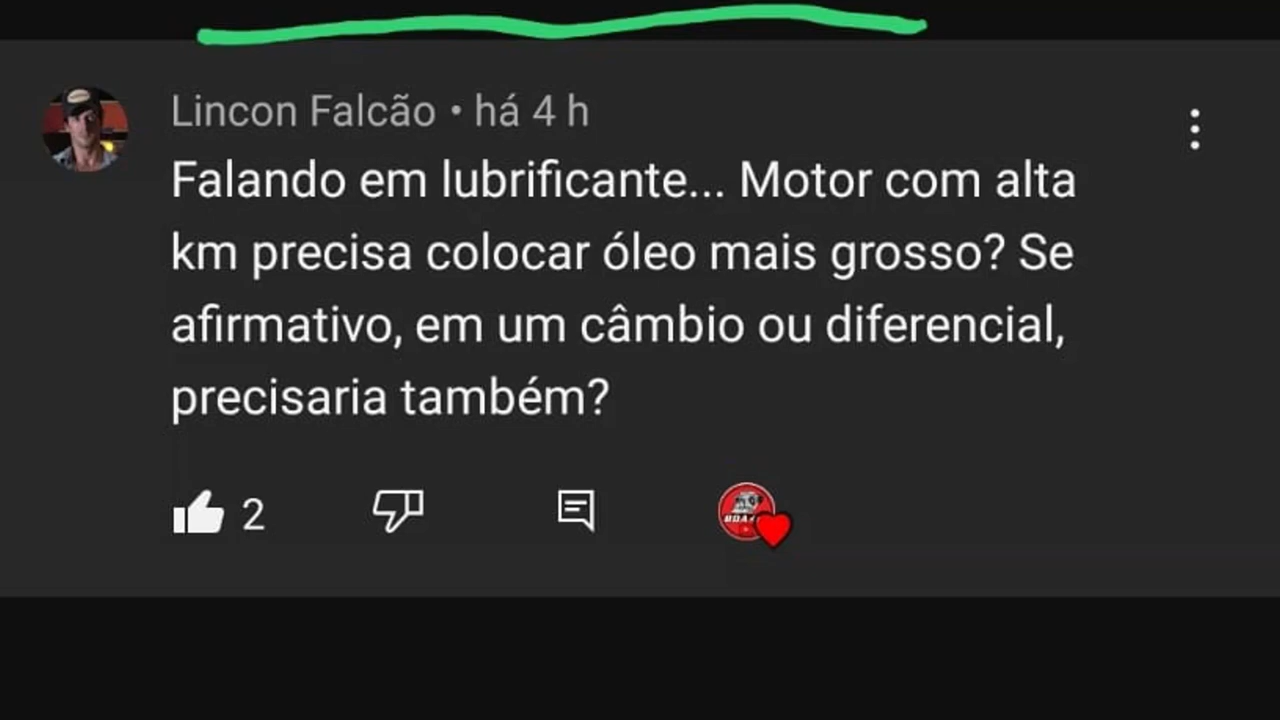 Lincon Falcão • há 4 h
Falando em lubrificante... Motor com alta
km precisa colocar óleo mais grosso? Se
afirmativo, em um câmbio ou diferencial,
precisaria também?
2